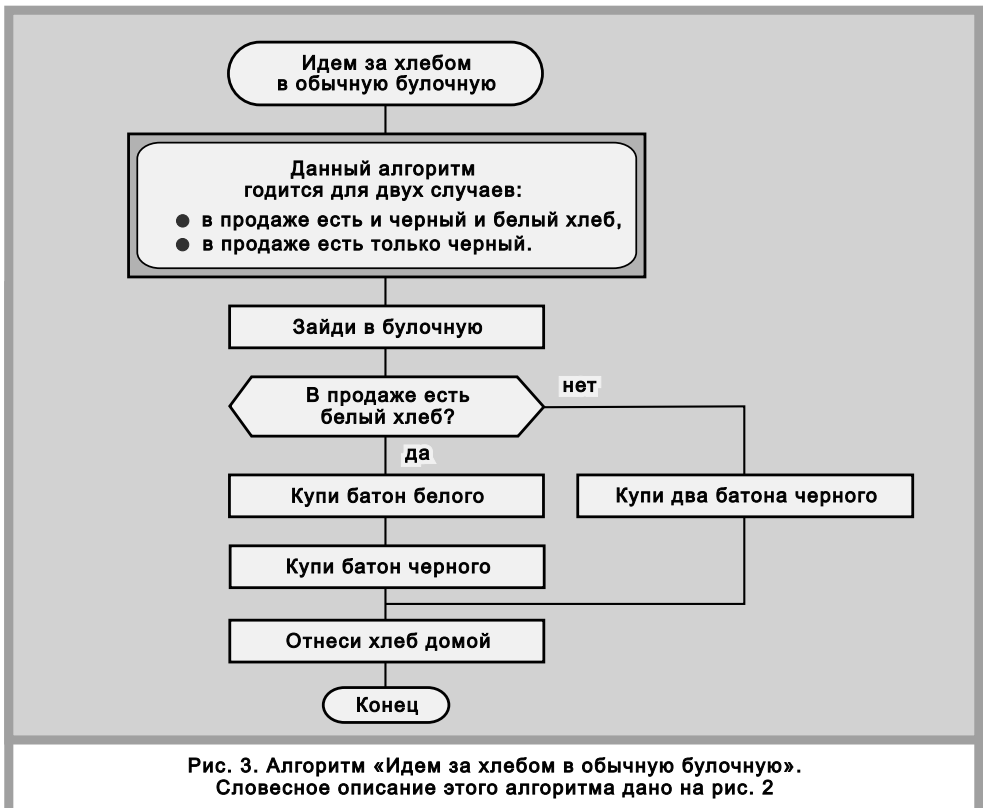 Идем за хлебом
в обычную булочную
Данный алгоритм
годится для двух случаев:
● в продаже есть и черный и белый хлеб,
● в продаже есть только черный.
Зайди в булочную
В продаже есть
белый хлеб?
нет
да
Купи батон белого
Купи два батона черного
Купи батон черного
Отнеси хлеб домой
Конец
Рис. 3. Алгоритм «Идем за хлебом в обычную булочную».
Словесное описание этого алгоритма дано на рис. 2